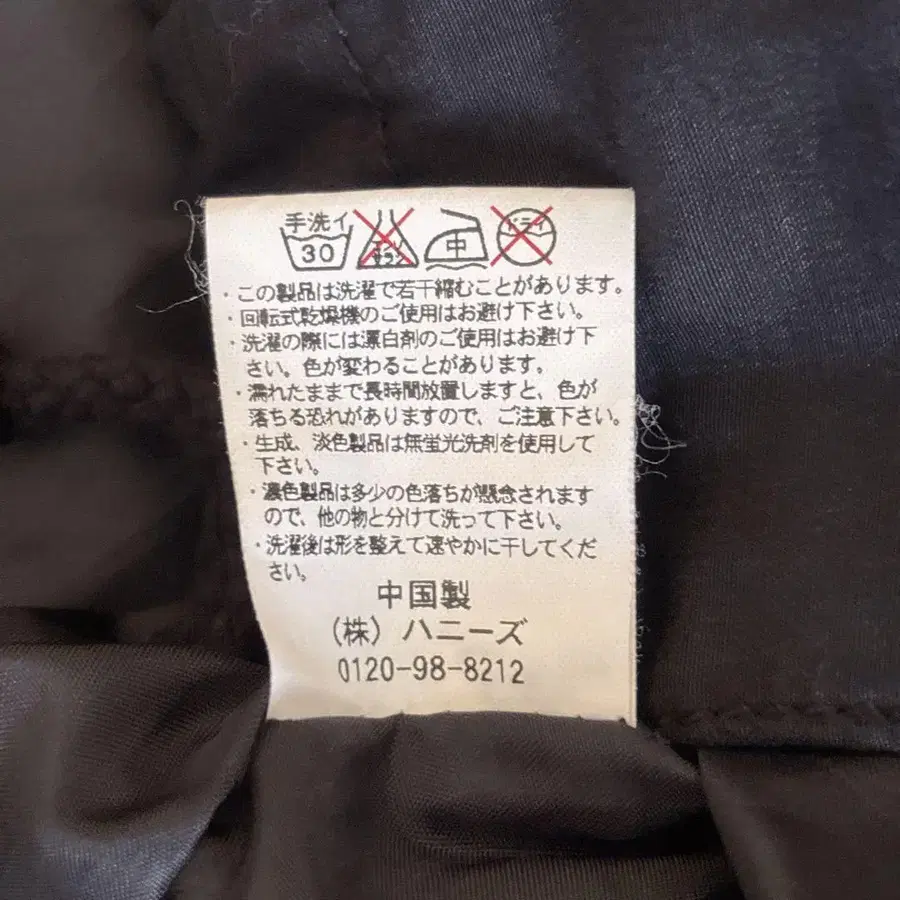 手洗イ
30 エンソサラシ 中 ドライ
・この製品は洗濯で若干縮むことがあります。
・回転式乾燥機のご使用はお避け下さい。
・洗濯の際には漂白剤のご使用はお避け下
さい。色が変わることがあります。
・濡れたままで長時間放置しますと、色が
落ちる恐れがありますので、ご注意下さい。
・生成、淡色製品は無蛍光洗剤を使用して
下さい。
・濃色製品は多少の色落ちが懸念されます
ので、他の物と分けて洗って下さい。
・洗濯後は形を整えて速やかに干してくだ
さい。
中国製
（株）ハニーズ
0120-98-8212